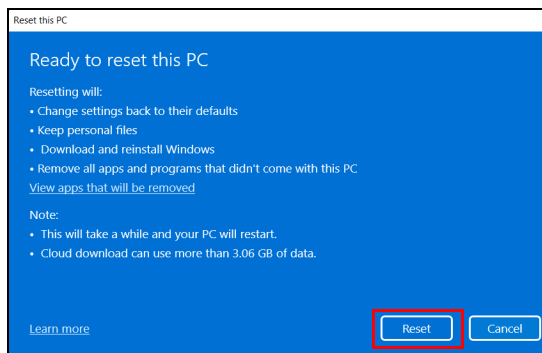 Reset this PC
Ready to reset this PC
Resetting will:
• Change settings back to their defaults
• Keep personal files
• Download and reinstall Windows
• Remove all apps and programs that didn't come with this PC
View apps that will be removed
Note:
• This will take a while and your PC will restart.
• Cloud download can use more than 3.06 GB of data.
Learn more
Reset
Cancel